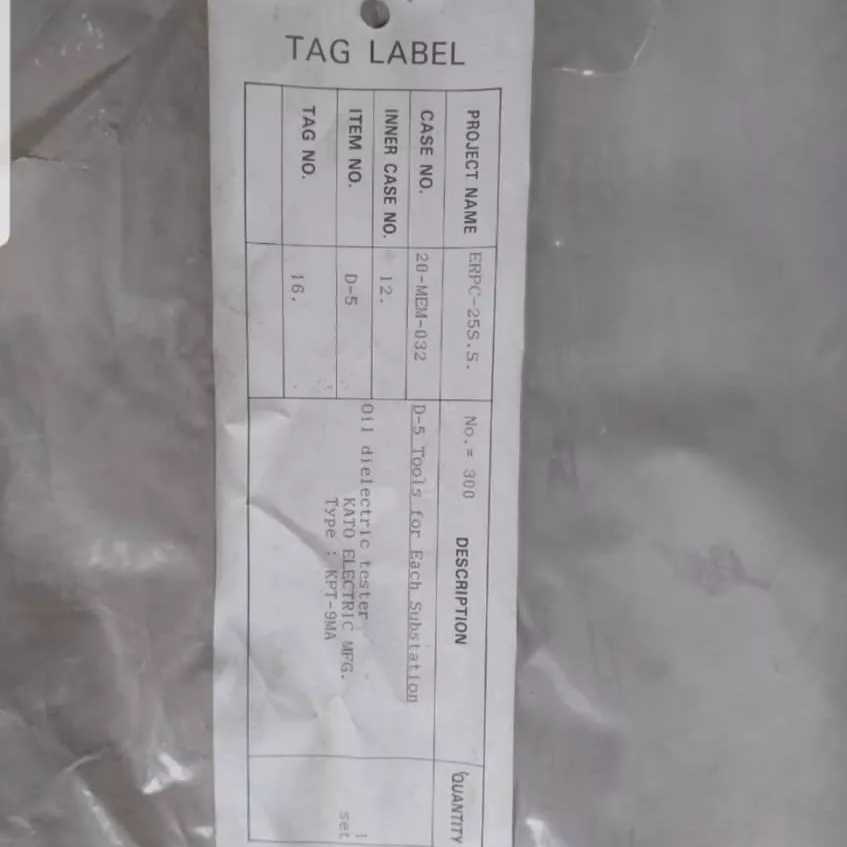 TAG LABEL
PROJECT NAME ERPC-25S.S. No.= 300 DESCRIPTION QUANTITY
CASE NO. 20-MEM-032 D-5 Tools for Each Substation
INNER CASE NO. 12.
ITEM NO. D-5 Oil dielectric tester 1 set
KATO ELECTRIC MFG.
TAG NO. 16. Type : KPT-9MA